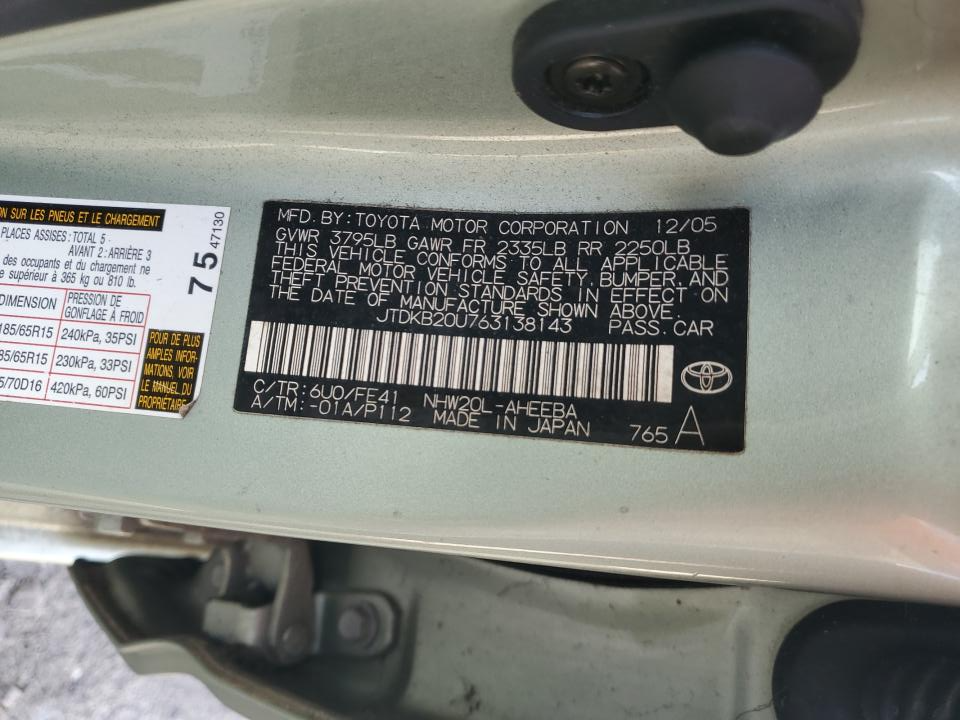 ON SUR LES PNEUS ET LE CHARGEMENT
PLACES ASSISES: TOTAL 5
AVANT 2: ARRIÈRE 3
des occupants et du chargement ne
supérieur à 365 kg ou 810 lb.
DIMENSION PRESSION DE GONFLAGE À FROID
185/65R15 240kPa, 35PSI
85/65R15 230kPa, 33PSI
5/70D16 420kPa, 60PSI
POUR DE PLUS
AMPLES INFOR-
MATIONS, VOIR
LE MANUEL DU
PROPRIÉTAIRE
75 47130
MFD. BY: TOYOTA MOTOR CORPORATION 12/05
GVWR 3795LB GAWR FR 2335LB RR 2250LB
THIS VEHICLE CONFORMS TO ALL APPLICABLE
FEDERAL MOTOR VEHICLE SAFETY, BUMPER, AND
THEFT PREVENTION STANDARDS IN EFFECT ON
THE DATE OF MANUFACTURE SHOWN ABOVE.
JTDKB20U763138143 PASS. CAR
C/TR: 6U0/FE41 NHW20L-AHEEBA
A/TM: -01A/P112 MADE IN JAPAN 765 A